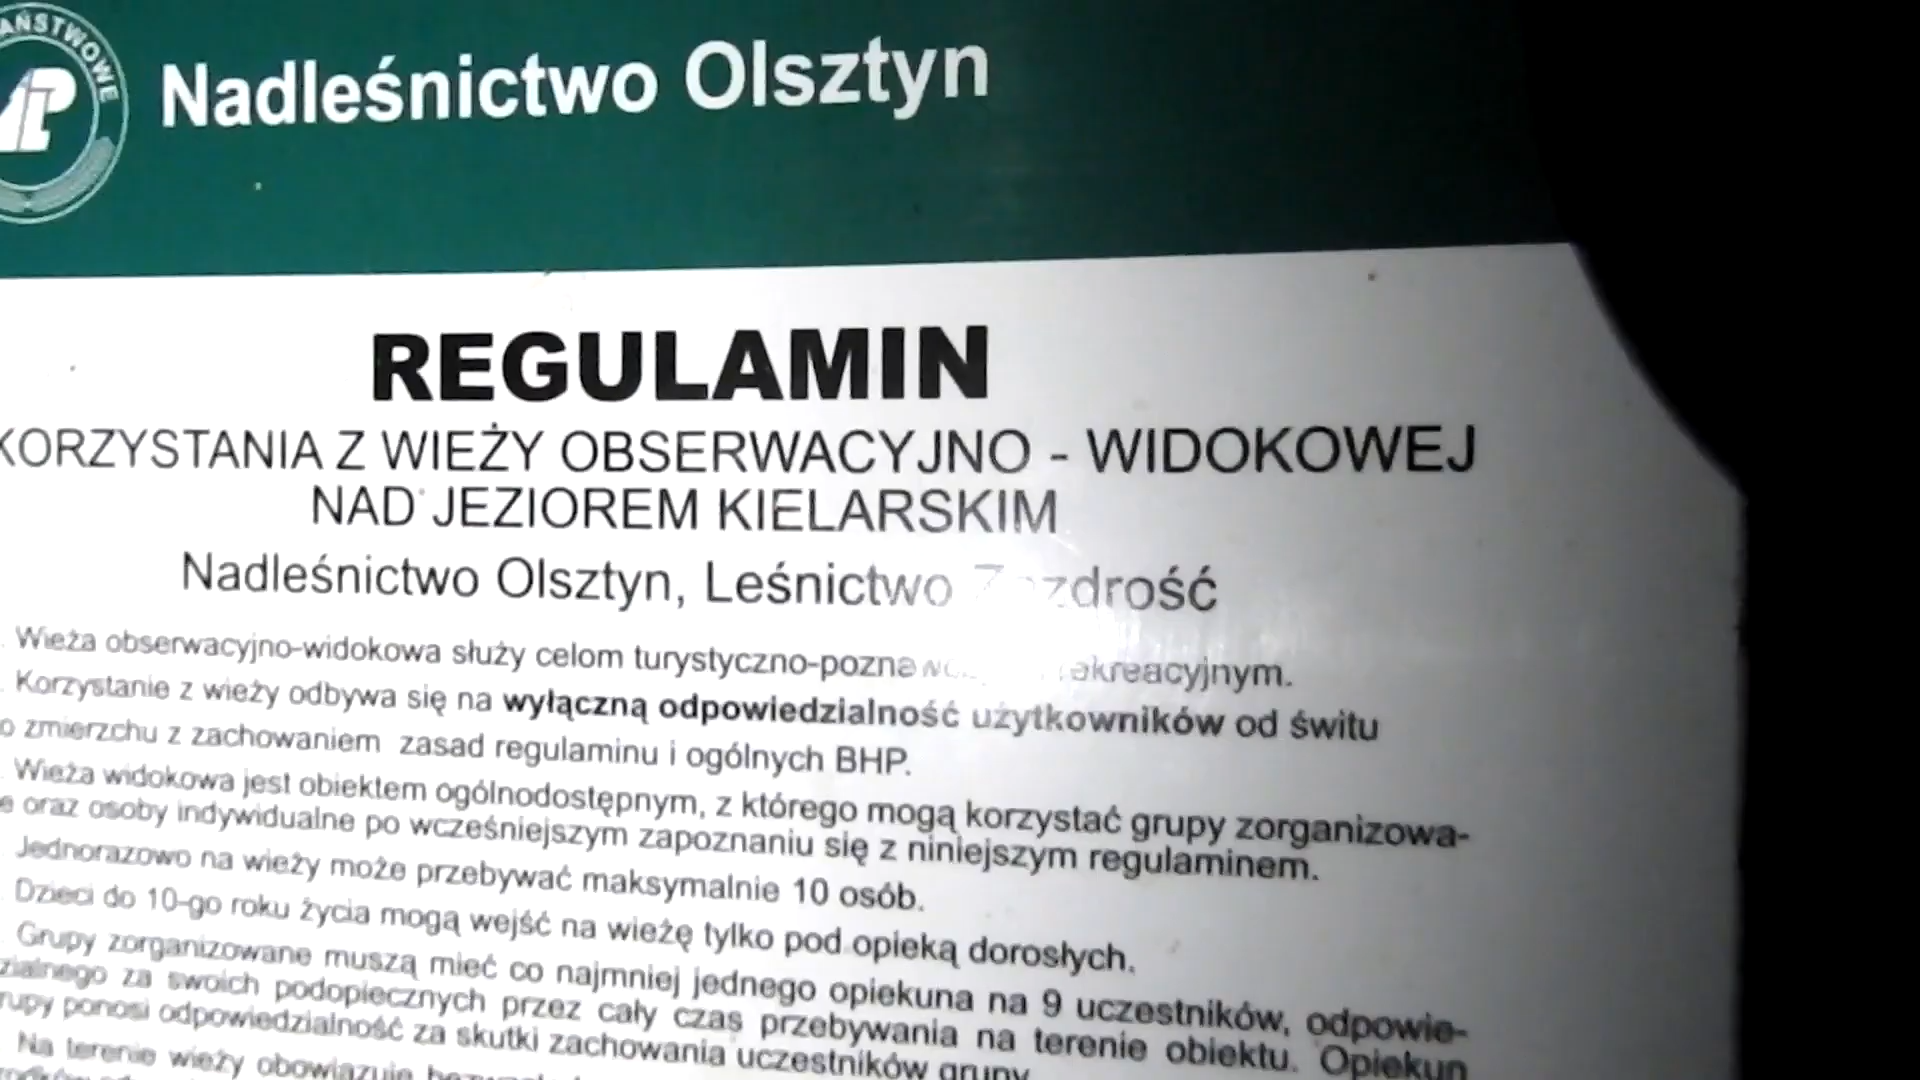 PAŃSTWOWE
Nadleśnictwo Olsztyn
REGULAMIN
KORZYSTANIA Z WIEŻY OBSERWACYJNO - WIDOKOWEJ
NAD JEZIOREM KIELARSKIM
Nadleśnictwo Olsztyn, Leśnictwo
Wieża obserwacyjno-widokowa służy celom
Korzystanie z wieży odbywa się na wyłączną odpowiedzialność użytkowników od świtu
zmierzchu z zachowaniem zasad regulaminu i ogólnych BHP.
Wieża widokowa jest obiektem ogólnodostępnym, z którego mogą korzystać grupy zorganizowa-
e oraz osoby indywidualne po wcześniejszym zapoznaniu się z niniejszym regulaminem.
Jednorazowo na wieży może przebywać maksymalnie 10 osób.
Dzieci do 10-go roku życia mogą wejść na wieżę tylko pod opieką dorosłych.
Grupy zorganizowane muszą mieć co najmniej jednego opiekuna na 9 uczestników, odpowie-
zialnego za swoich podopiecznych przez cały czas przebywania na terenie obiektu. Opiekun
rupy ponosi odpowiedzialność za skutki zachowania uczestników grupy
Na terenie wieży obowiązuje